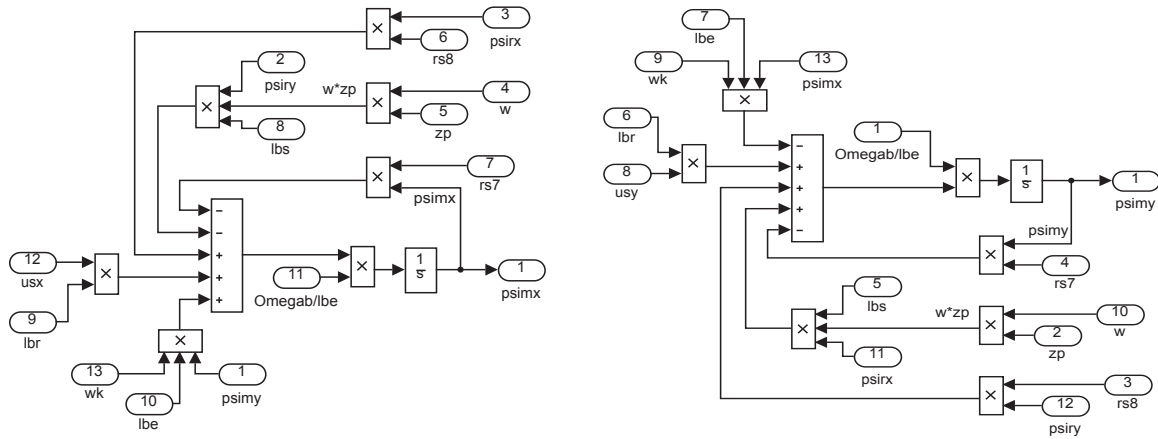 3
psirx
6
rs8
2
psiry
w*zp
4
w
×
5
zp
8
lbs
7
rs7
psimx
12
usx
9
lbr
11
Omegab/lbe
1
s
1
psimx
13
wk
10
lbe
1
psimy
×
×
×
×
×
×
−
−
+
+
+
7
lbe
9
wk
13
psimx
×
6
lbr
8
usy
×
−
+
+
+
−
1
Omegab/lbe
×
1
s
1
psimy
psimy
×
4
rs7
5
lbs
w*zp
10
w
×
×
2
zp
11
psirx
3
rs8
×
12
psiry